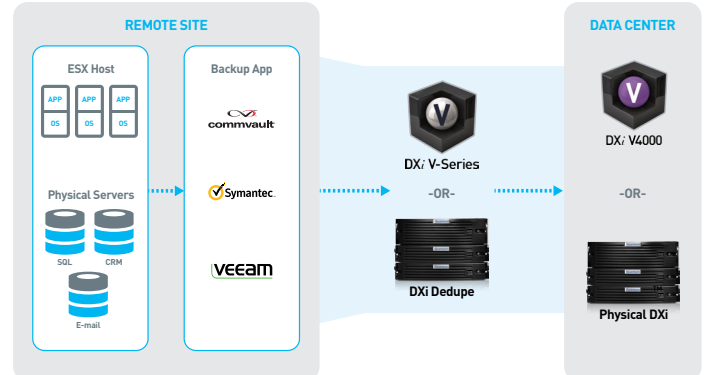 REMOTE SITE
DATA CENTER
ESX Host
APP APP APP
OS OS OS
Physical Servers
SQL CRM
E-mail
Backup App
commvault
Symantec.
veeam
V
DXi V-Series
-OR-
DXi Dedupe
V
DXi V4000
-OR-
Physical DXi